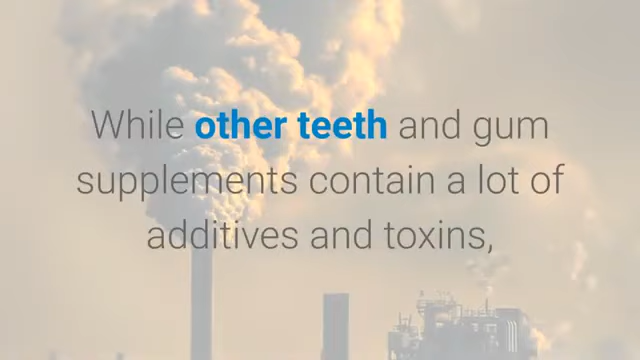 While other teeth and gum
supplements contain a lot of
additives and toxins,